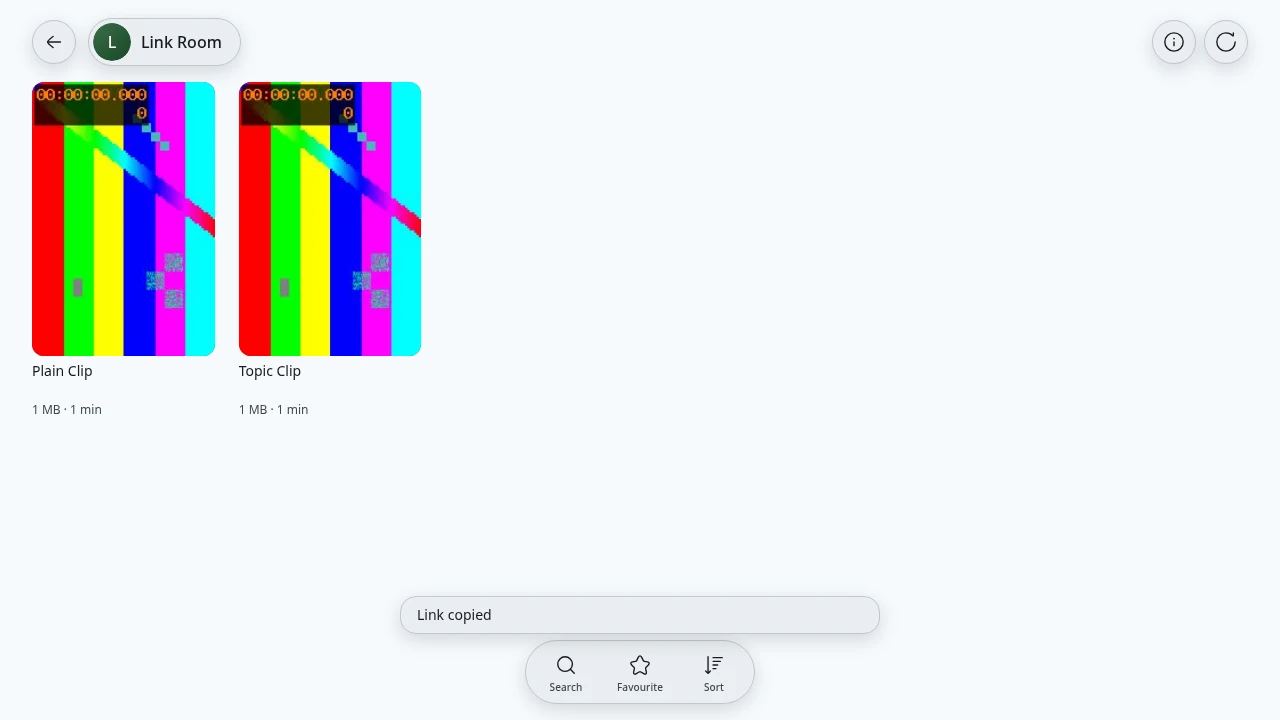 L Link Room
00:00:00.000
0
00:00:00.000
0
Plain Clip
Topic Clip
1 MB · 1 min
1 MB · 1 min
Link copied
Search
Favourite
Sort